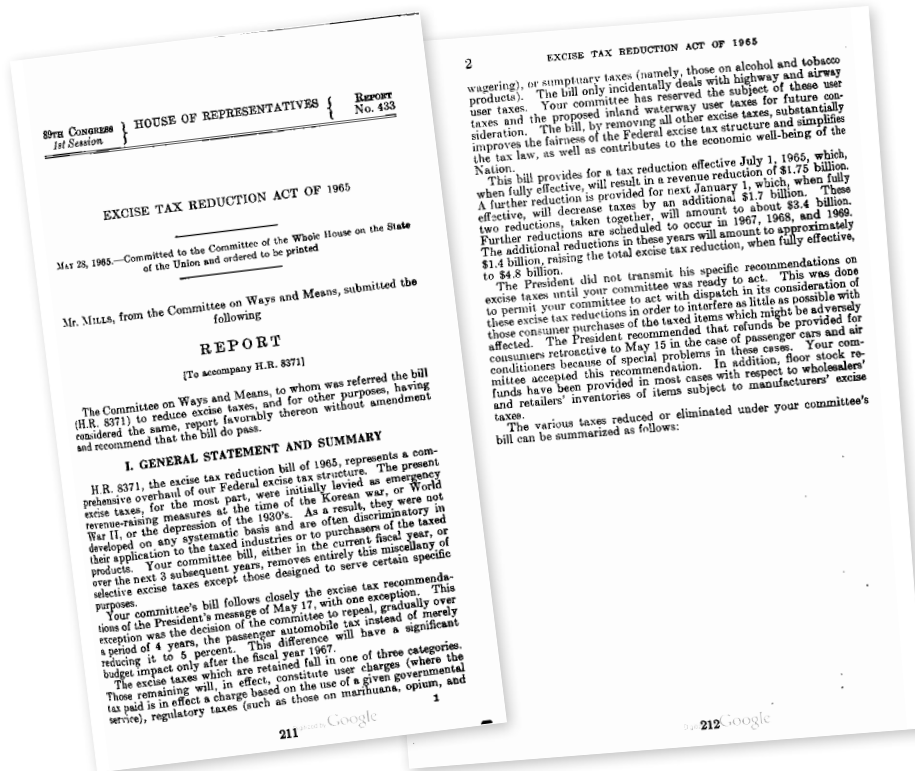 89TH CONGRESS
1st Session
HOUSE OF REPRESENTATIVES
REPORT
No. 433
EXCISE TAX REDUCTION ACT OF 1965
MAY 28, 1965.—Committed to the Committee of the Whole House on the State
of the Union and ordered to be printed
Mr. MILLS, from the Committee on Ways and Means, submitted the
following
REPORT
[To accompany H.R. 8371]
The Committee on Ways and Means, to whom was referred the bill
(H.R. 8371) to reduce excise taxes, and for other purposes, having
considered the same, report favorably thereon without amendment
and recommend that the bill do pass.
I. GENERAL STATEMENT AND SUMMARY
H.R. 8371, the excise tax reduction bill of 1965, represents a com-
prehensive overhaul of our Federal excise tax structure. The present
excise taxes, for the most part, were initially levied as emergency
revenue-raising measures at the time of the Korean war, or World
War II, or the depression of the 1930's. As a result, they were not
developed on any systematic basis and are often discriminatory in
their application to the taxed industries or to purchasers of the taxed
products. Your committee bill, either in the current fiscal year, or
over the next 3 subsequent years, removes entirely this miscellany of
selective excise taxes except those designed to serve certain specific
purposes.
Your committee's bill follows closely the excise tax recommenda-
tions of the President's message of May 17, with one exception. This
exception was the decision of the committee to repeal, gradually over
a period of 4 years, the passenger automobile tax instead of merely
reducing it to 5 percent. This difference will have a significant
budget impact only after the fiscal year 1967.
The excise taxes which are retained fall in one of three categories.
Those remaining will, in effect, constitute user charges (where the
tax paid is in effect a charge based on the use of a given governmental
service), regulatory taxes (such as those on marihuana, opium, and
1
211
Google
2
EXCISE TAX REDUCTION ACT OF 1965
wagering), or sumptuary taxes (namely, those on alcohol and tobacco
products). The bill only incidentally deals with highway and airway
user taxes. Your committee has reserved the subject of these user
taxes and the proposed inland waterway user taxes for future con-
sideration. The bill, by removing all other excise taxes, substantially
improves the fairness of the Federal excise tax structure and simplifies
the tax law, as well as contributes to the economic well-being of the
Nation.
This bill provides for a tax reduction effective July 1, 1965, which,
when fully effective, will result in a revenue reduction of $1.75 billion.
A further reduction is provided for next January 1, which, when fully
effective, will decrease taxes by an additional $1.7 billion. These
two reductions, taken together, will amount to about $3.4 billion.
Further reductions are scheduled to occur in 1967, 1968, and 1969.
The additional reductions in these years will amount to approximately
$1.4 billion, raising the total excise tax reduction, when fully effective,
to $4.8 billion.
The President did not transmit his specific recommendations on
excise taxes until your committee was ready to act. This was done
to permit your committee to act with dispatch in its consideration of
these excise tax reductions in order to interfere as little as possible with
those consumer purchases of the taxed items which might be adversely
affected. The President recommended that refunds be provided for
consumers retroactive to May 15 in the case of passenger cars and air
conditioners because of special problems in these cases. Your com-
mittee accepted this recommendation. In addition, floor stock re-
funds have been provided in most cases with respect to wholesalers'
and retailers' inventories of items subject to manufacturers' excise
taxes.
The various taxes reduced or eliminated under your committee's
bill can be summarized as follows:
212
Google